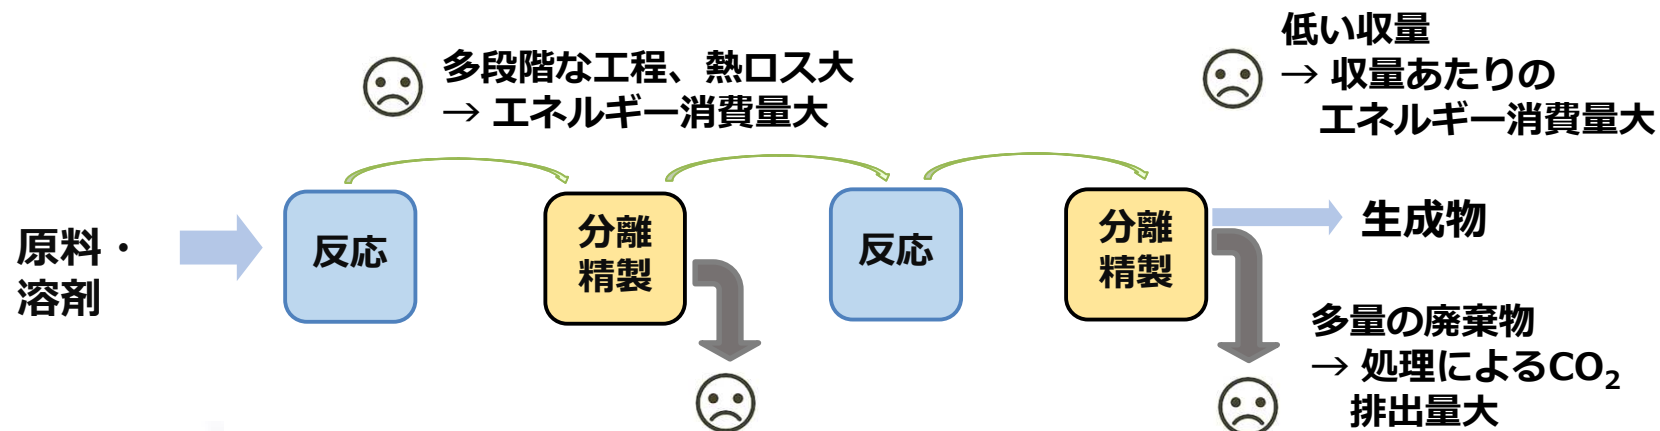 多段階な工程、熱ロス大
→ エネルギー消費量大
低い収量
→ 収量あたりの
エネルギー消費量大
原料・
溶剤
反応
分離
精製
反応
分離
精製
生成物
多量の廃棄物
→ 処理によるCO₂
排出量大